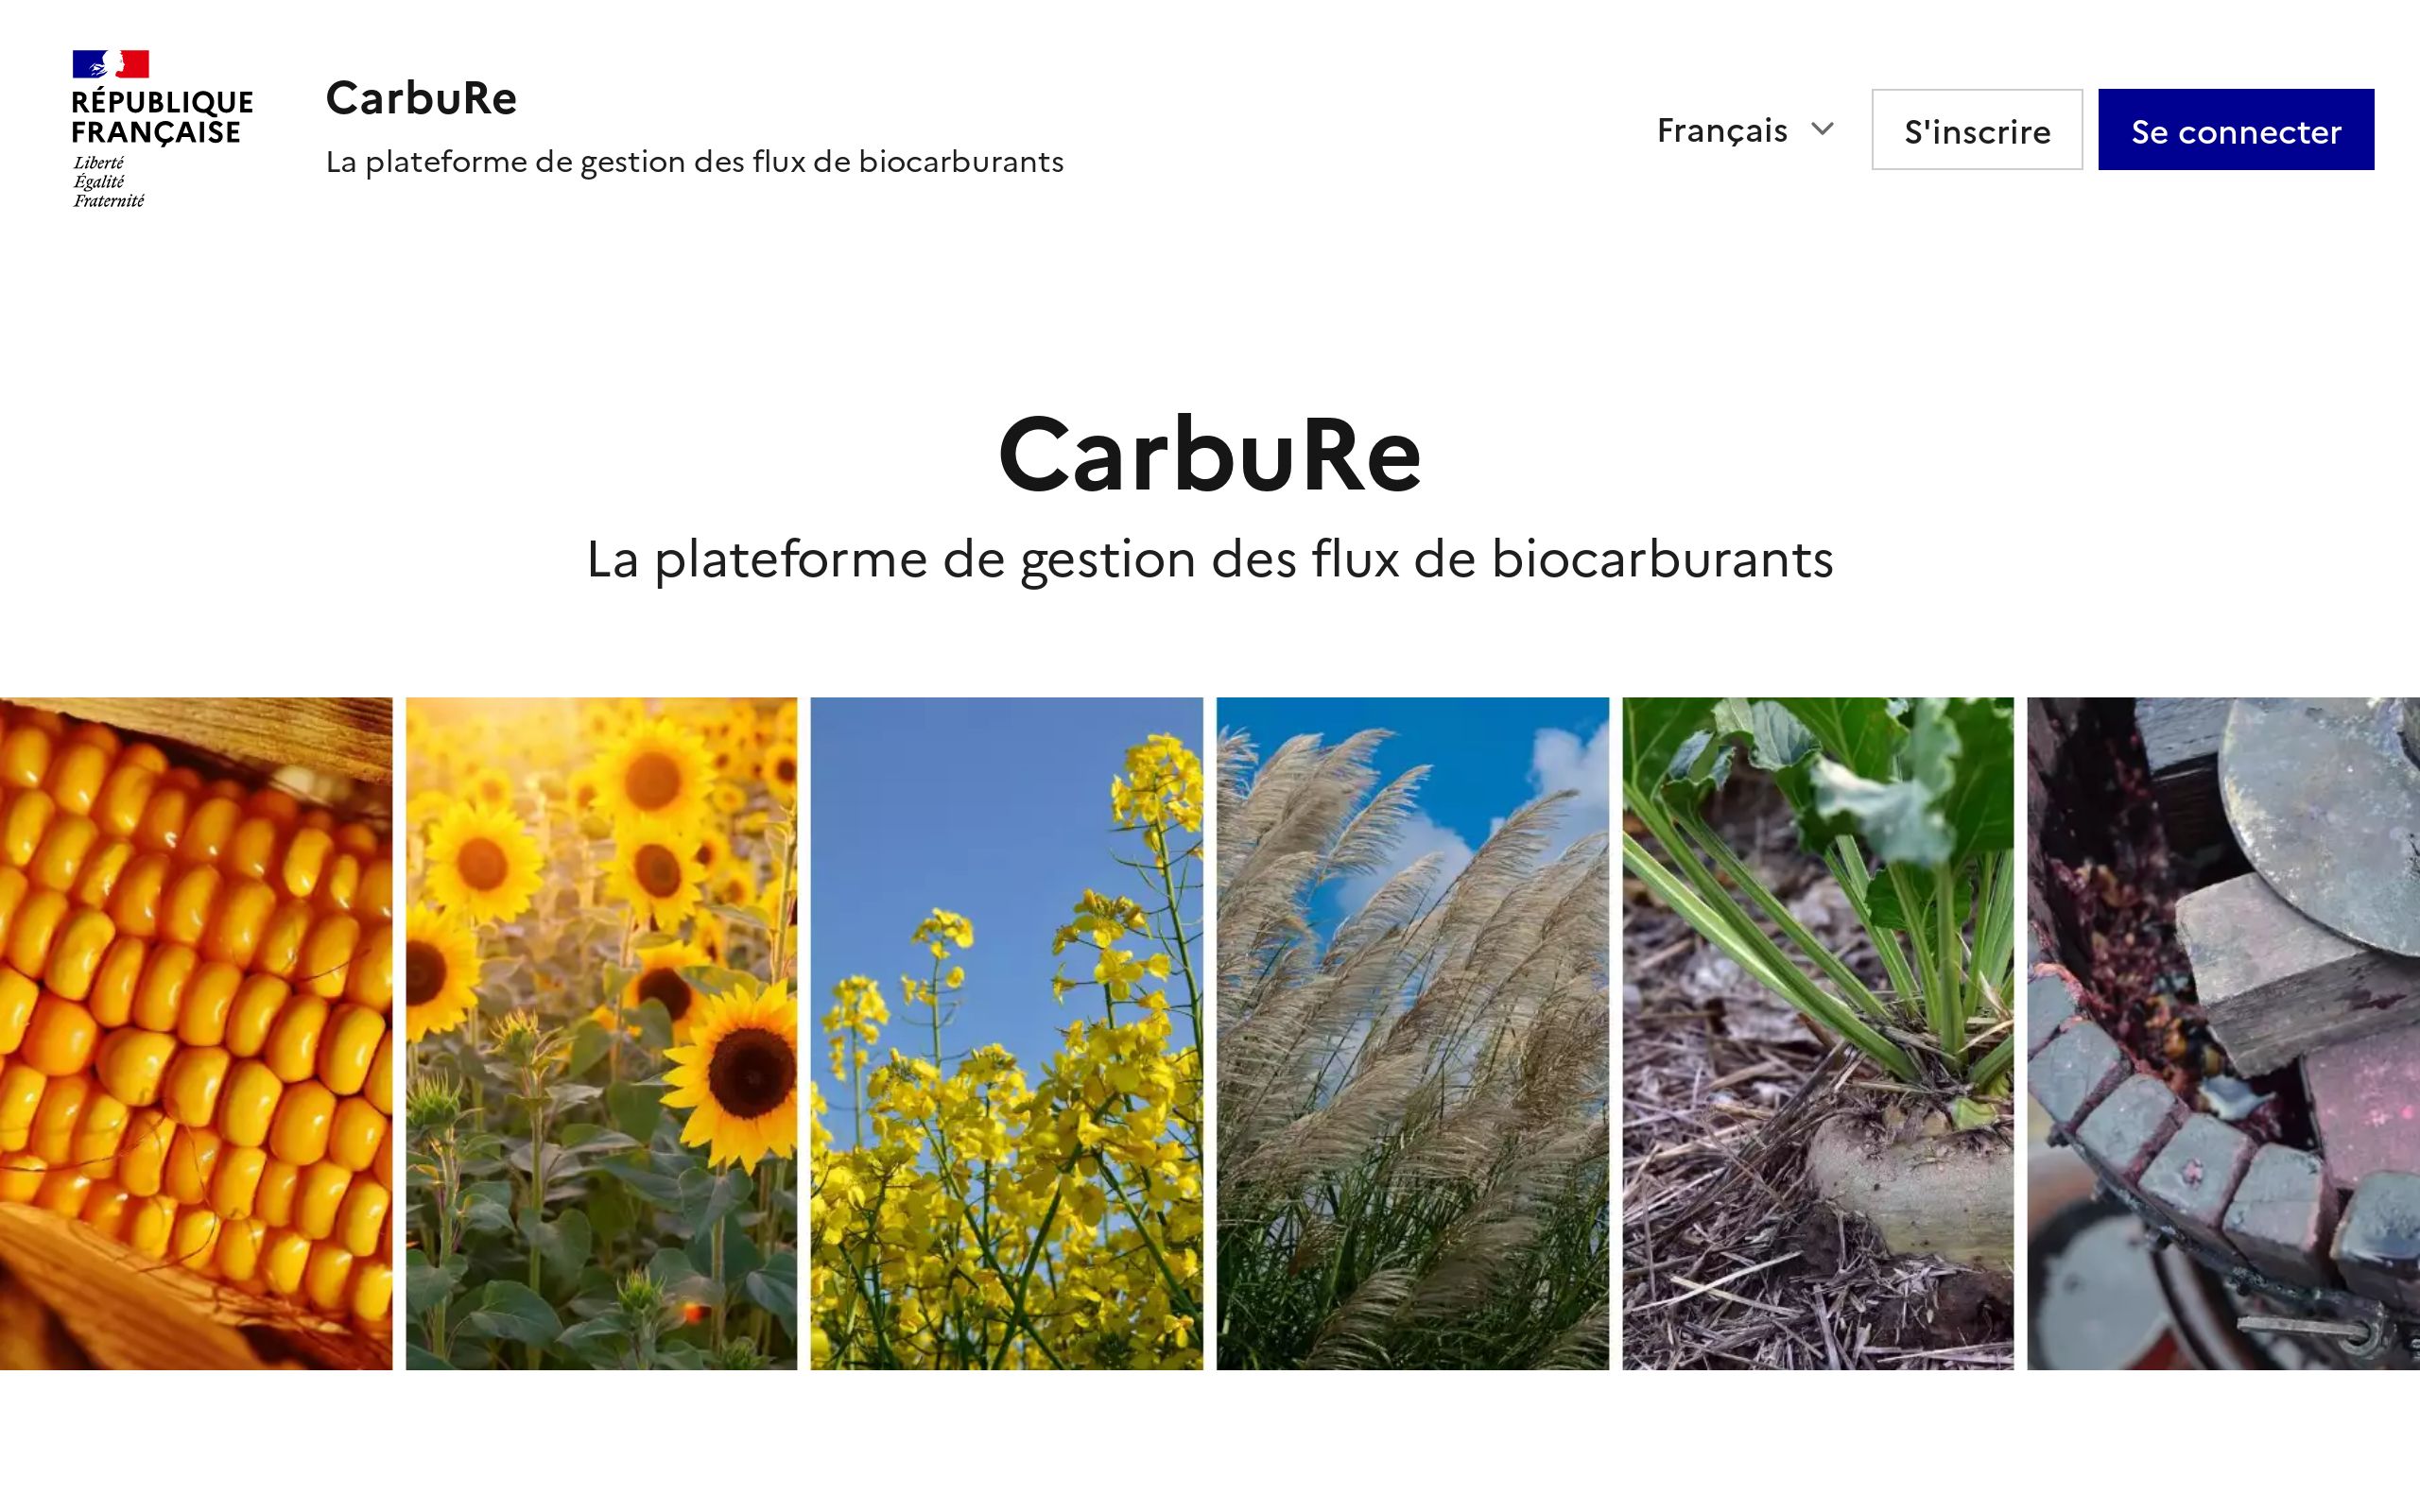 RÉPUBLIQUE
FRANÇAISE
Liberté
Égalité
Fraternité
CarbuRe
La plateforme de gestion des flux de biocarburants
Français
S'inscrire
Se connecter
CarbuRe
La plateforme de gestion des flux de biocarburants